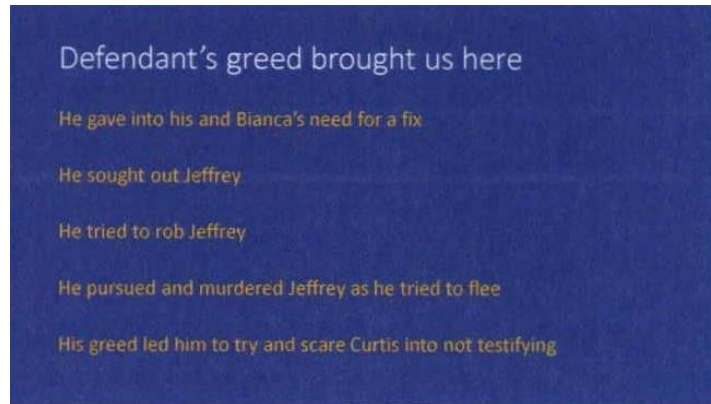 Defendant's greed brought us here
He gave into his and Bianca's need for a fix
He sought out Jeffrey
He tried to rob Jeffrey
He pursued and murdered Jeffrey as he tried to flee
His greed led him to try and scare Curtis into not testifying